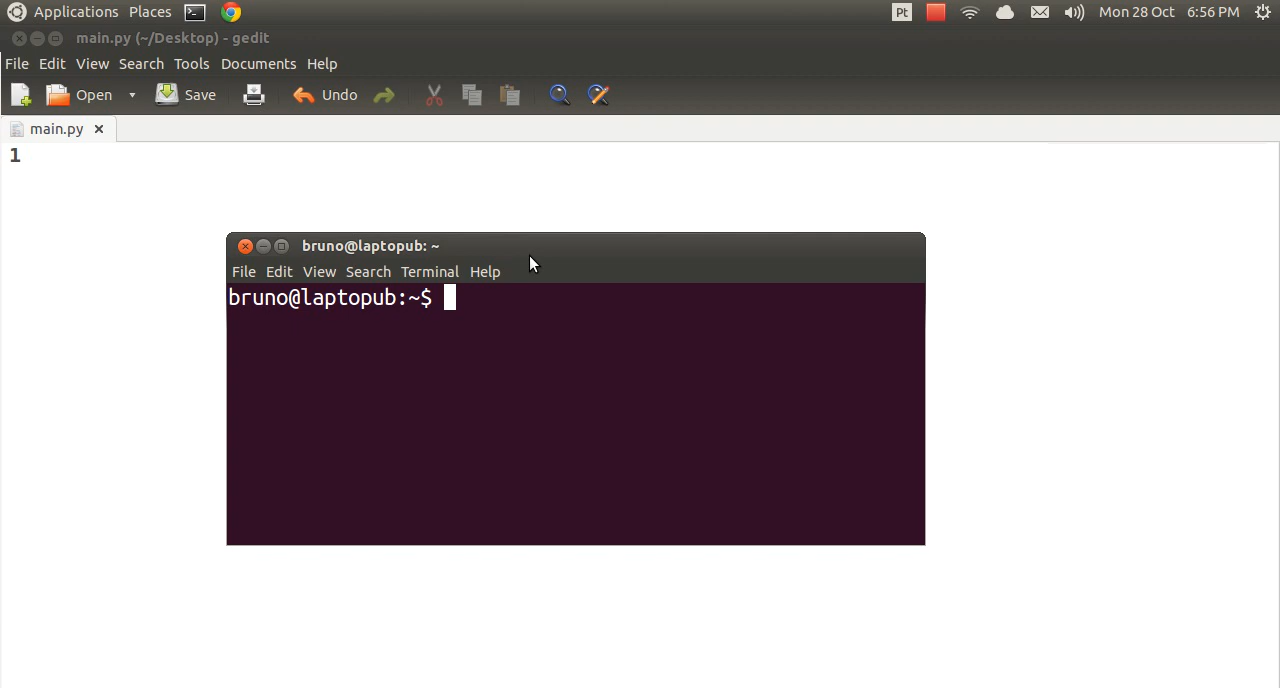 Applications Places Pt Mon 28 Oct 6:56 PM
main.py (~/Desktop) - gedit
File Edit View Search Tools Documents Help
Open Save Undo
main.py
1
bruno@laptopub: ~
File Edit View Search Terminal Help
bruno@laptopub:~$